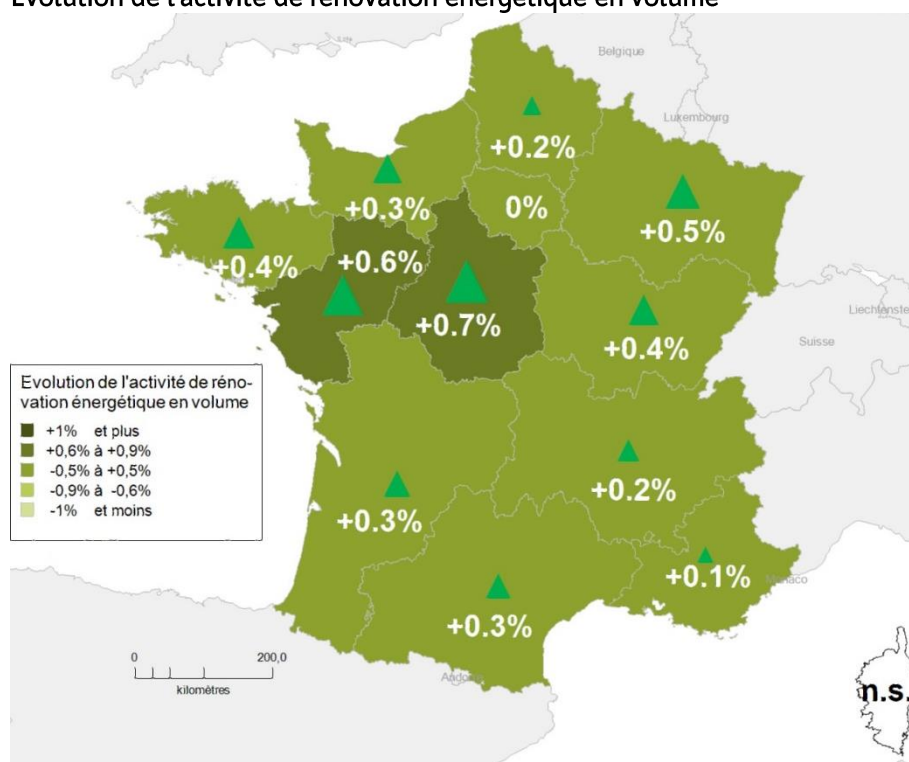 Evolution de l'activité de rénovation énergétique en volume
Belgique
Luxembourg
+0.2%
+0.3%
0%
+0.5%
+0.4%
+0.6%
+0.7%
+0.4%
Liechtenste
Suisse
Evolution de l'activité de réno-
vation énergétique en volume
+1% et plus
+0,6% à +0,9%
-0,5% à +0,5%
-0,9% à -0,6%
-1% et moins
+0.2%
+0.3%
+0.1%
Monaco
+0.3%
0 200,0
kilomètres
Andorre
n.s.